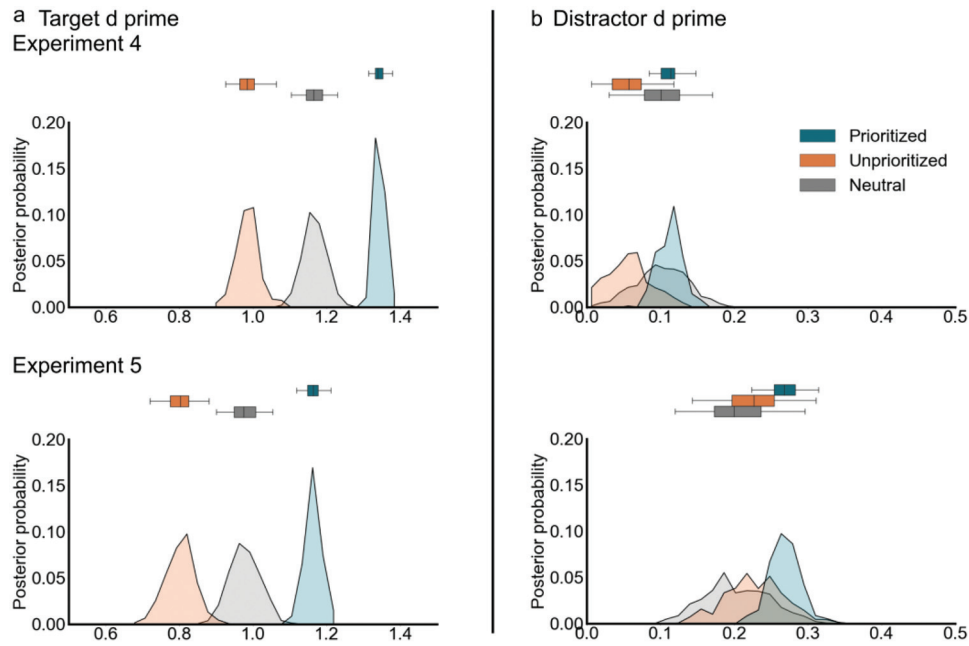 a Target d prime
Experiment 4
Posterior probability
0.20
0.15
0.10
0.05
0.00
0.6 0.8 1.0 1.2 1.4
Experiment 5
Posterior probability
0.20
0.15
0.10
0.05
0.00
0.6 0.8 1.0 1.2 1.4
b Distractor d prime
Posterior probability
0.20
0.15
0.10
0.05
0.00
0.0 0.1 0.2 0.3 0.4 0.5
Prioritized
Unprioritized
Neutral
Posterior probability
0.20
0.15
0.10
0.05
0.00
0.0 0.1 0.2 0.3 0.4 0.5